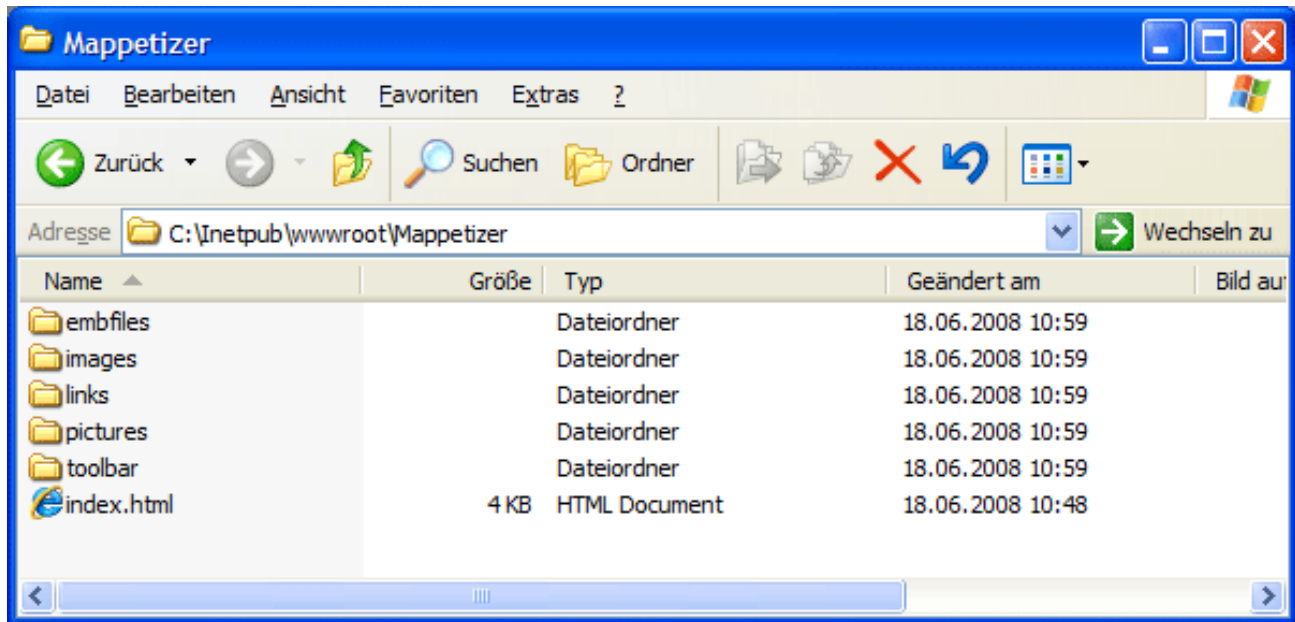 Mappetizer
Datei Bearbeiten Ansicht Favoriten Extras ?
Zurück Suchen Ordner
Adresse C:\Inetpub\wwwroot\Mappetizer Wechseln zu
Name Größe Typ Geändert am Bild auf
embfiles Dateiordner 18.06.2008 10:59
images Dateiordner 18.06.2008 10:59
links Dateiordner 18.06.2008 10:59
pictures Dateiordner 18.06.2008 10:59
toolbar Dateiordner 18.06.2008 10:59
index.html 4 KB HTML Document 18.06.2008 10:48